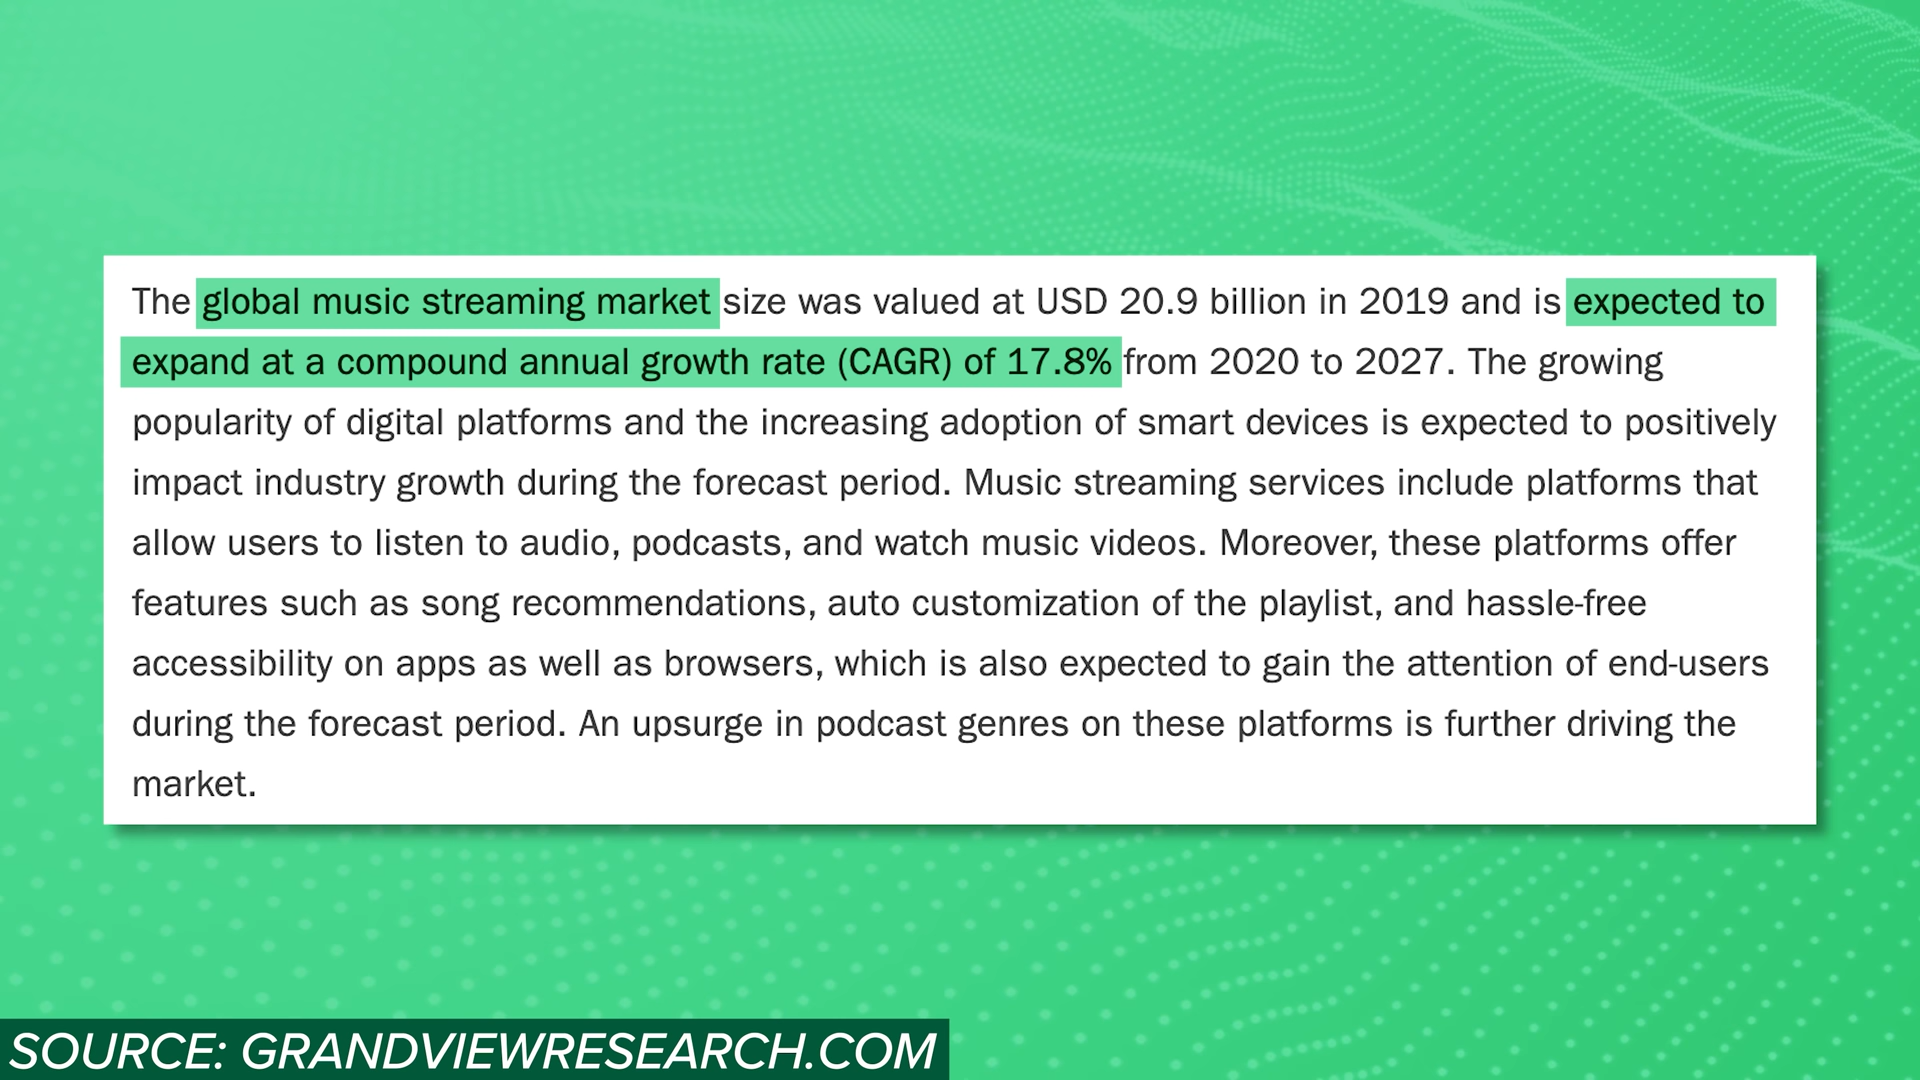 The global music streaming market size was valued at USD 20.9 billion in 2019 and is expected to
expand at a compound annual growth rate (CAGR) of 17.8% from 2020 to 2027. The growing
popularity of digital platforms and the increasing adoption of smart devices is expected to positively
impact industry growth during the forecast period. Music streaming services include platforms that
allow users to listen to audio, podcasts, and watch music videos. Moreover, these platforms offer
features such as song recommendations, auto customization of the playlist, and hassle-free
accessibility on apps as well as browsers, which is also expected to gain the attention of end-users
during the forecast period. An upsurge in podcast genres on these platforms is further driving the
market.
SOURCE: GRANDVIEWRESEARCH.COM